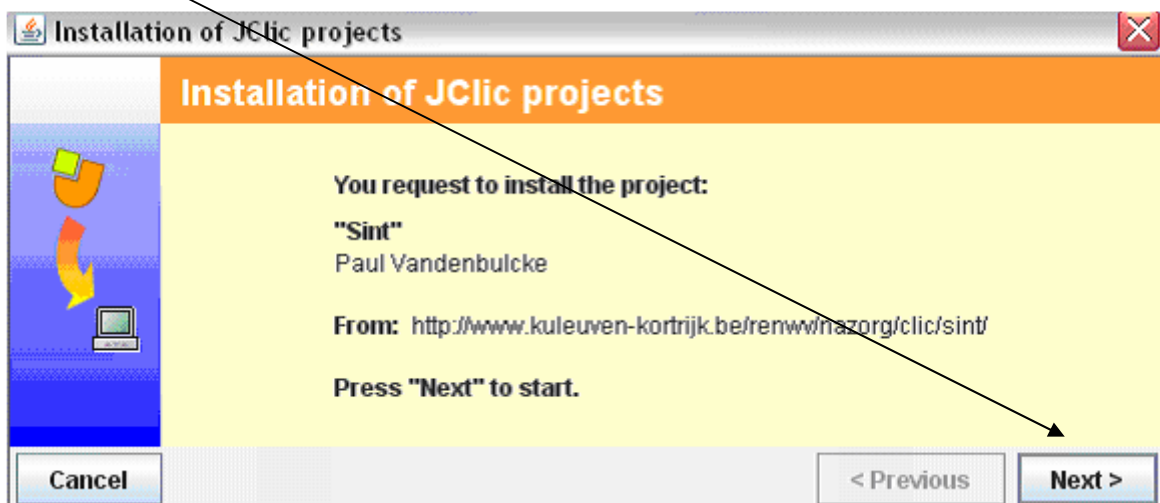 Installation of JClic projects
Installation of JClic projects
You request to install the project:
"Sint"
Paul Vandenbulcke
From: http://www.kuleuven-kortrijk.be/renwv/nazorg/clic/sint/
Press "Next" to start.
Cancel
< Previous
Next >